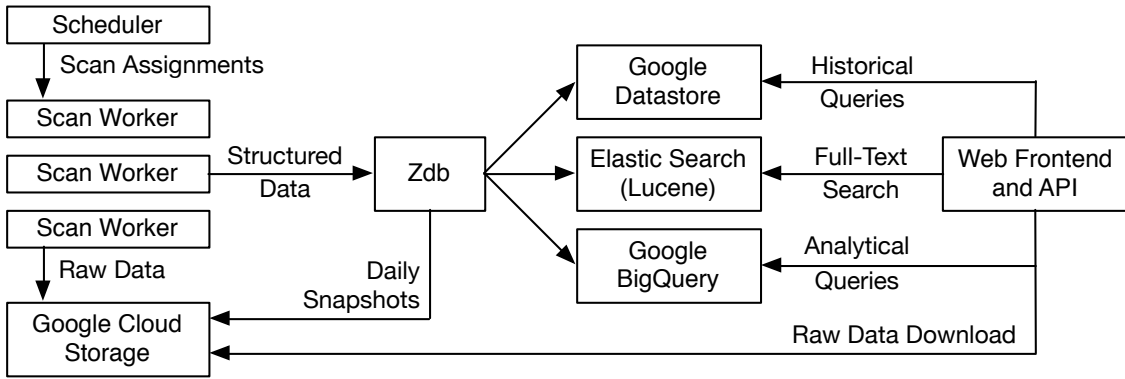 Scheduler
Scan Assignments
Scan Worker
Scan Worker
Scan Worker
Raw Data
Google Cloud
Storage
Structured
Data
Zdb
Daily
Snapshots
Google
Datastore
Elastic Search
(Lucene)
Google
BigQuery
Historical
Queries
Full-Text
Search
Analytical
Queries
Raw Data Download
Web Frontend
and API